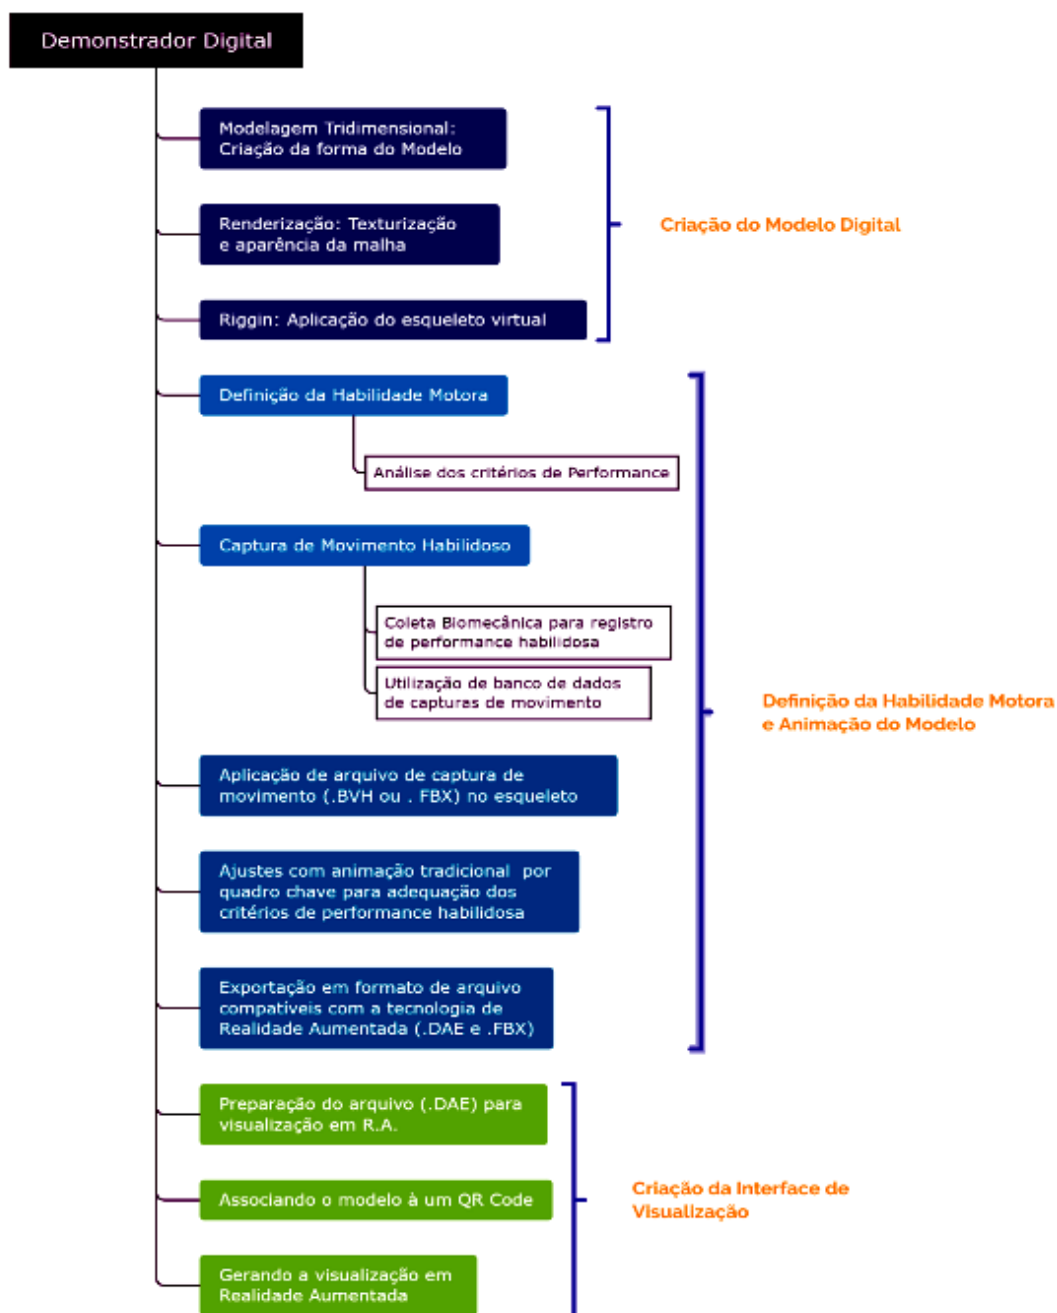 Demonstrador Digital
Modelagem Tridimensional:
Criação da forma do Modelo
Renderização: Texturização
e aparência da malha
Riggin: Aplicação do esqueleto virtual
Criação do Modelo Digital
Definição da Habilidade Motora
Análise dos critérios de Performance
Captura de Movimento Habilidoso
Coleta Biomecânica para registro
de performance habilidosa
Utilização de banco de dados
de capturas de movimento
Aplicação de arquivo de captura de
movimento (.BVH ou . FBX) no esqueleto
Ajustes com animação tradicional  por
quadro chave para adequação dos
critérios de performance habilidosa
Exportação em formato de arquivo
compatíveis com a tecnologia de
Realidade Aumentada (.DAE e .FBX)
Definição da Habilidade Motora
e Animação do Modelo
Preparação do arquivo (.DAE) para
visualização em R.A.
Associando o modelo à um QR Code
Gerando a visualização em
Realidade Aumentada
Criação da Interface de
Visualização